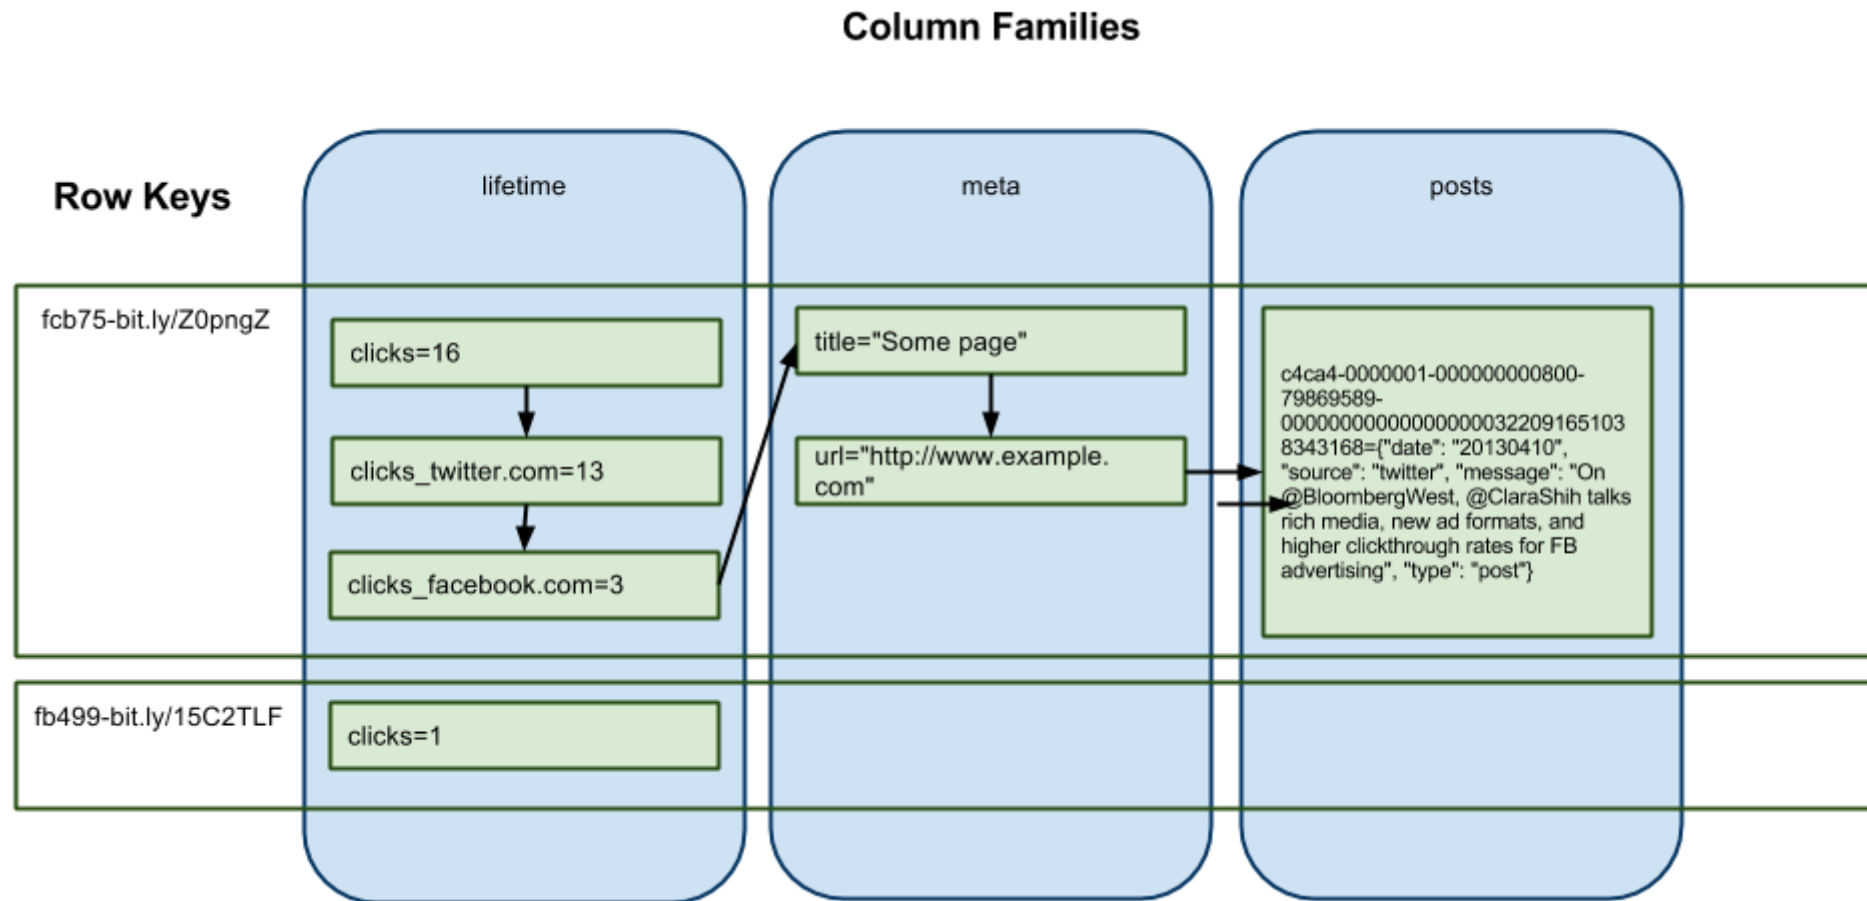 Column Families
Row Keys
lifetime
meta
posts
fcb75-bit.ly/Z0pngZ
clicks=16
clicks_twitter.com=13
clicks_facebook.com=3
title="Some page"
url="http://www.example.
com"
c4ca4-0000001-000000000800-
79869589-
0000000000000000000032209165103
8343168={"date": "20130410",
"source": "twitter", "message": "On
@BloombergWest, @ClaraShih talks
rich media, new ad formats, and
higher clickthrough rates for FB
advertising", "type": "post"}
fb499-bit.ly/15C2TLF
clicks=1